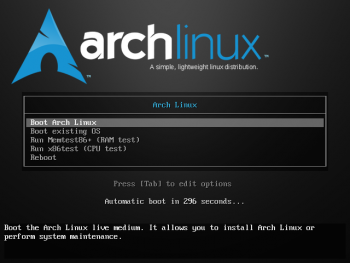 archlinux™
A simple, lightweight linux distribution.
™
Arch Linux
Boot Arch Linux
Boot existing OS
Run Memtest86+ (RAM test)
Run x86test (CPU test)
Reboot
Press [Tab] to edit options
Automatic boot in 296 seconds...
Boot the Arch Linux live medium. It allows you to install Arch Linux or
perform system maintenance.